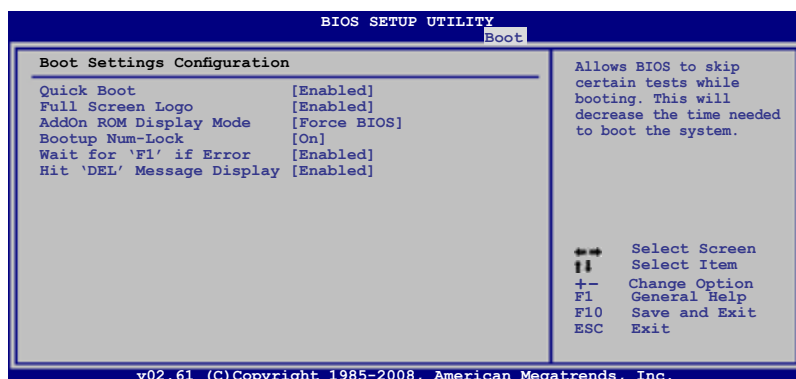 BIOS SETUP UTILITY
Boot
Boot Settings Configuration
Quick Boot [Enabled]
Full Screen Logo [Enabled]
AddOn ROM Display Mode [Force BIOS]
Bootup Num-Lock [On]
Wait for ‘F1’ if Error [Enabled]
Hit ‘DEL’ Message Display [Enabled]
Allows BIOS to skip
certain tests while
booting. This will
decrease the time needed
to boot the system.
←→ Select Screen
↑↓ Select Item
+- Change Option
F1 General Help
F10 Save and Exit
ESC Exit
v02.61 (C)Copyright 1985-2008, American Megatrends, Inc.